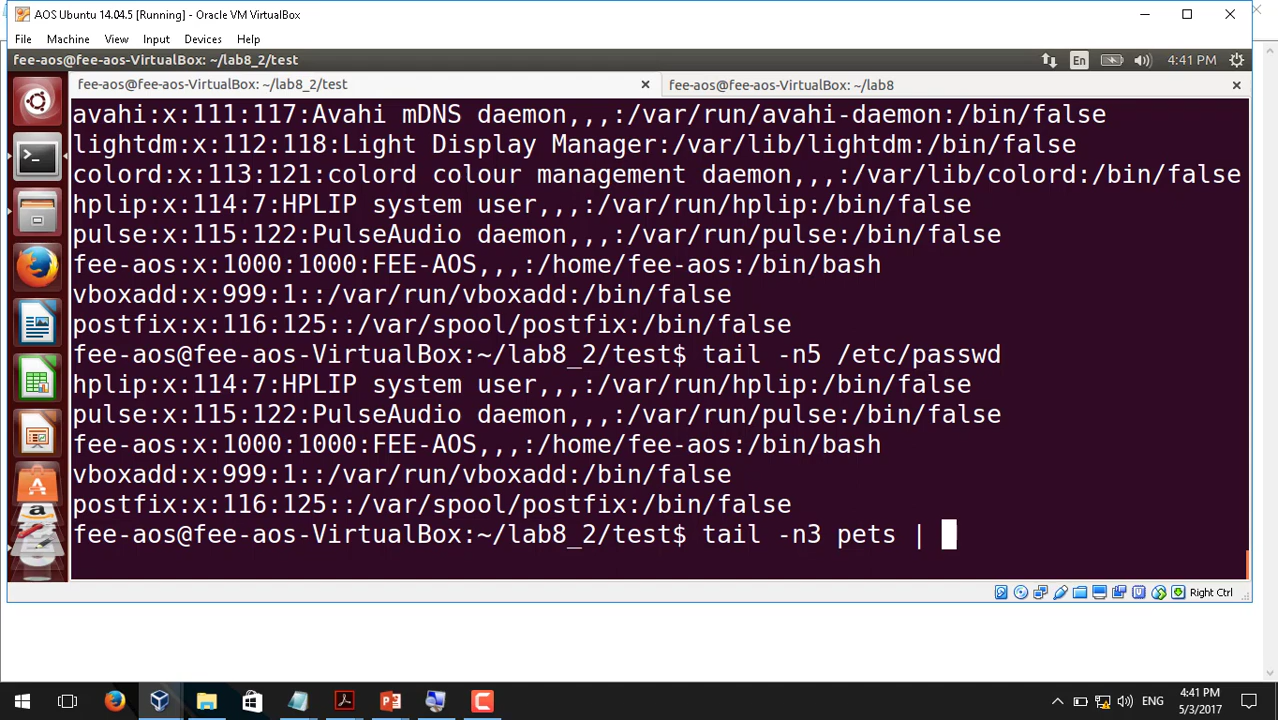 AOS Ubuntu 14.04.5 [Running] - Oracle VM VirtualBox
File Machine View Input Devices Help
fee-aos@fee-aos-VirtualBox: ~/lab8_2/test En 4:41 PM
fee-aos@fee-aos-VirtualBox: ~/lab8_2/test fee-aos@fee-aos-VirtualBox: ~/lab8
avahi:x:111:117:Avahi mDNS daemon,,,:/var/run/avahi-daemon:/bin/false
lightdm:x:112:118:Light Display Manager:/var/lib/lightdm:/bin/false
colord:x:113:121:colord colour management daemon,,,:/var/lib/colord:/bin/false
hplip:x:114:7:HPLIP system user,,,:/var/run/hplip:/bin/false
pulse:x:115:122:PulseAudio daemon,,,:/var/run/pulse:/bin/false
fee-aos:x:1000:1000:FEE-AOS,,,:/home/fee-aos:/bin/bash
vboxadd:x:999:1::/var/run/vboxadd:/bin/false
postfix:x:116:125::/var/spool/postfix:/bin/false
fee-aos@fee-aos-VirtualBox:~/lab8_2/test$ tail -n5 /etc/passwd
hplip:x:114:7:HPLIP system user,,,:/var/run/hplip:/bin/false
pulse:x:115:122:PulseAudio daemon,,,:/var/run/pulse:/bin/false
fee-aos:x:1000:1000:FEE-AOS,,,:/home/fee-aos:/bin/bash
vboxadd:x:999:1::/var/run/vboxadd:/bin/false
postfix:x:116:125::/var/spool/postfix:/bin/false
fee-aos@fee-aos-VirtualBox:~/lab8_2/test$ tail -n3 pets |
Right Ctrl
ENG 4:41 PM
5/3/2017